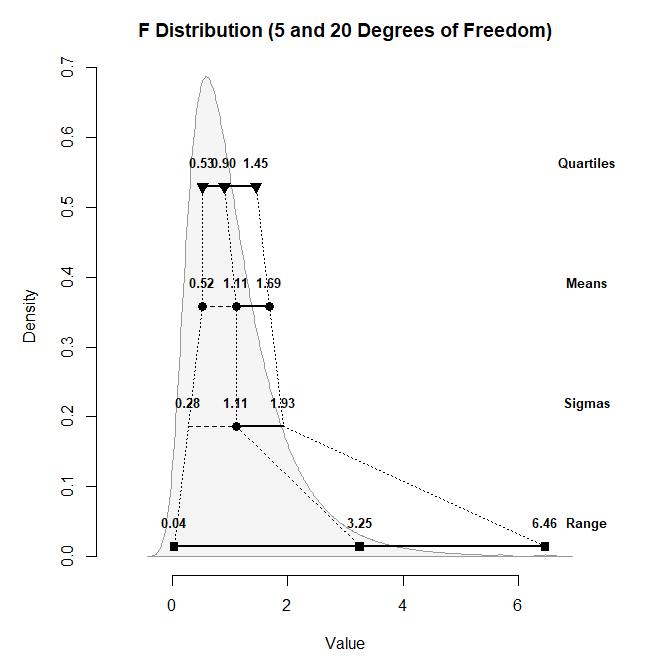 F Distribution (5 and 20 Degrees of Freedom)
0.7
0.6
0.53 0.90 1.45 Quartiles
0.5
0.4
0.52 1.11 1.69 Means
Density
0.3
0.28 1.11 1.93 Sigmas
0.2
0.1
0.04 3.25 6.46 Range
0.0
0 2 4 6
Value